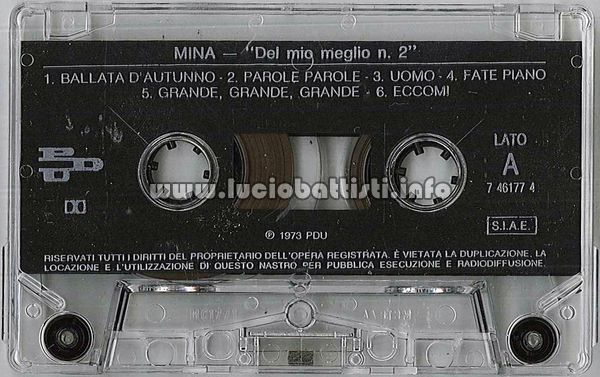 MINA — "Del mio meglio n. 2"
1. BALLATA D'AUTUNNO - 2. PAROLE PAROLE - 3. UOMO - 4. FATE PIANO
5. GRANDE, GRANDE, GRANDE - 6. ECCOMI
PDU
LATO
A
7 46177 4
www.luciobattisti.info
℗ 1973 PDU
S.I.A.E.
RISERVATI TUTTI I DIRITTI DEL PROPRIETARIO DELL'OPERA REGISTRATA. È VIETATA LA DUPLICAZIONE, LA
LOCAZIONE E L'UTILIZZAZIONE DI QUESTO NASTRO PER PUBBLICA ESECUZIONE E RADIODIFFUSIONE.